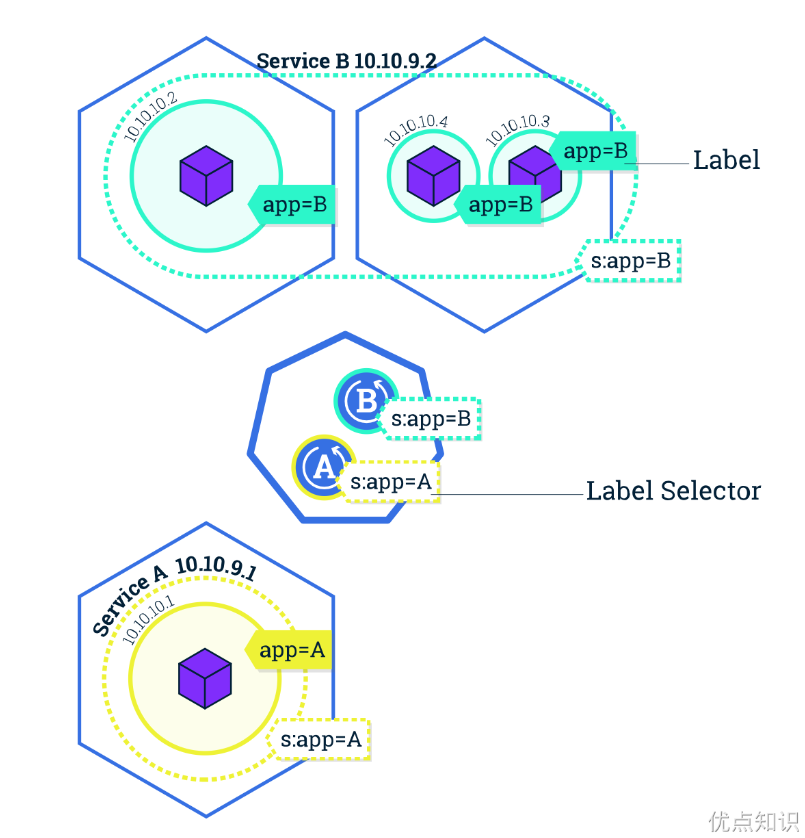 Service B 10.10.9.2
10.10.10.2
10.10.10.4
10.10.10.3
app=B
Label
app=B
app=B
s:app=B
B
s:app=B
A
s:app=A
Label Selector
Service A 10.10.9.1
10.10.10.1
app=A
s:app=A
优点知识